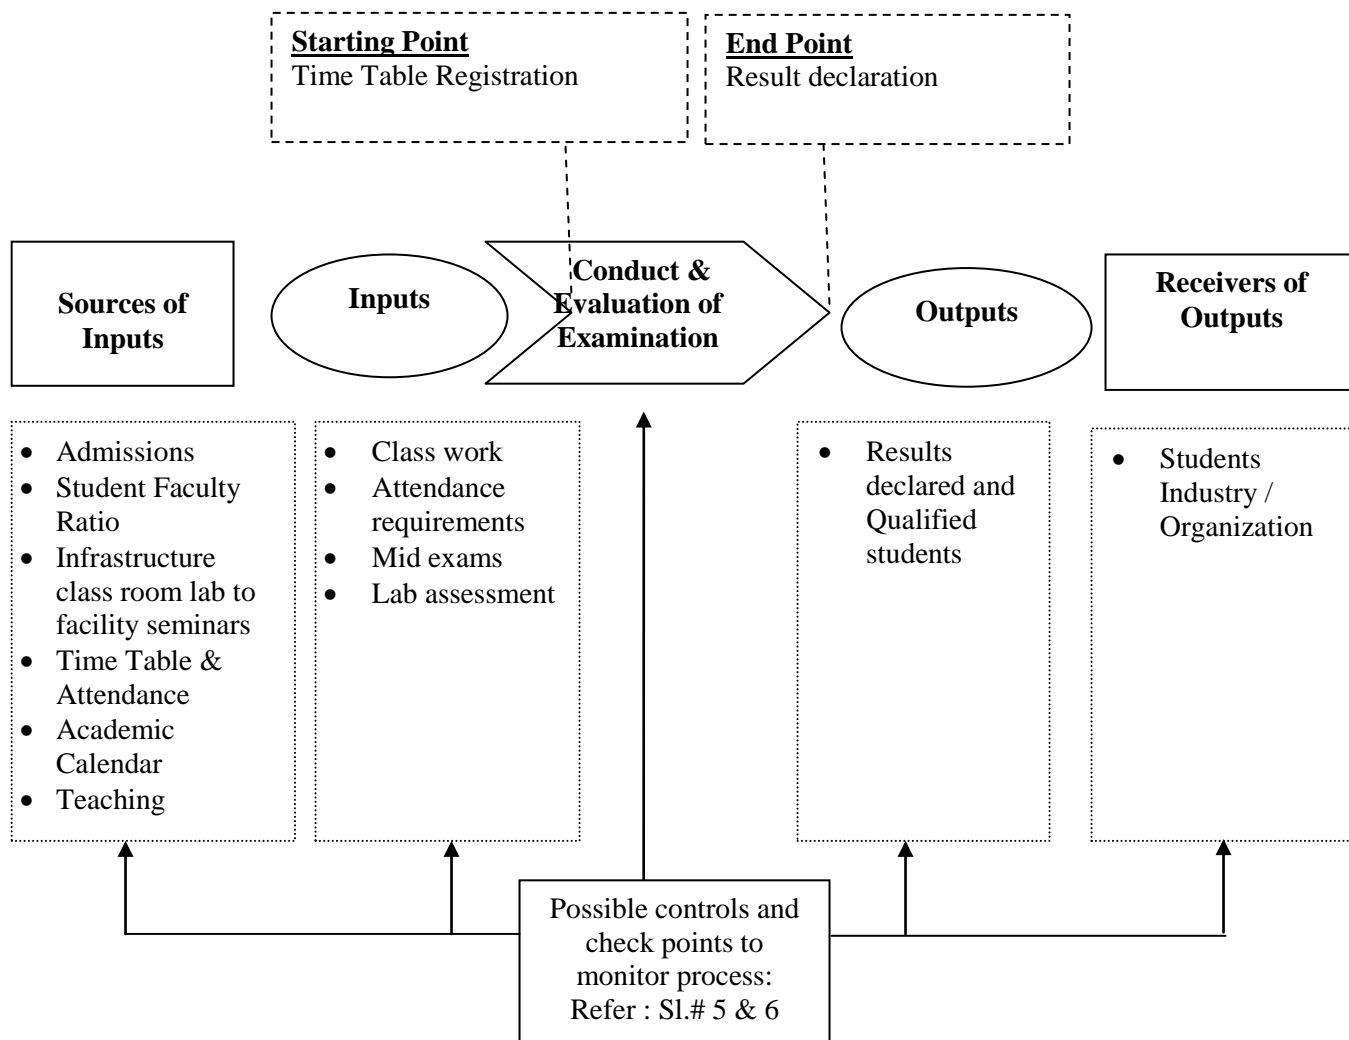 Starting Point
Time Table Registration
End Point
Result declaration
Sources of
Inputs
Inputs
Conduct &
Evaluation of
Examination
Outputs
Receivers of
Outputs
• Admissions
• Student Faculty
Ratio
• Infrastructure
class room lab to
facility seminars
• Time Table &
Attendance
• Academic
Calendar
• Teaching
• Class work
• Attendance
requirements
• Mid exams
• Lab assessment
• Results
declared and
Qualified
students
• Students
Industry /
Organization
Possible controls and
check points to
monitor process:
Refer : Sl.# 5 & 6